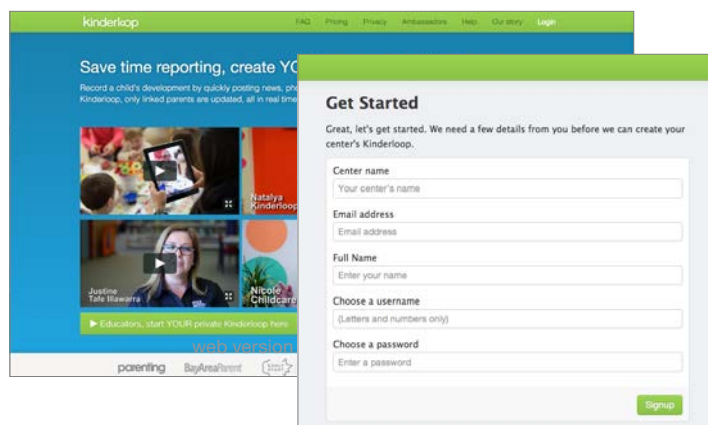 kinderloop
FAQ Pricing Privacy Ambassadors Help Our story Login
Save time reporting, create YO
Record a child's development by quickly posting news, pho
Kinderloop, only linked parents are updated, all in real time
Natalya
Kinderloop
Justine
Tafe Illawarra
Nicole
Childcare
Educators, start YOUR private Kinderloop here
web version
parenting BayAreaParent
Get Started
Great, let's get started. We need a few details from you before we can create your
center's Kinderloop.
Center name
Your center's name
Email address
Email address
Full Name
Enter your name
Choose a username
(Letters and numbers only)
Choose a password
Enter a password
Signup